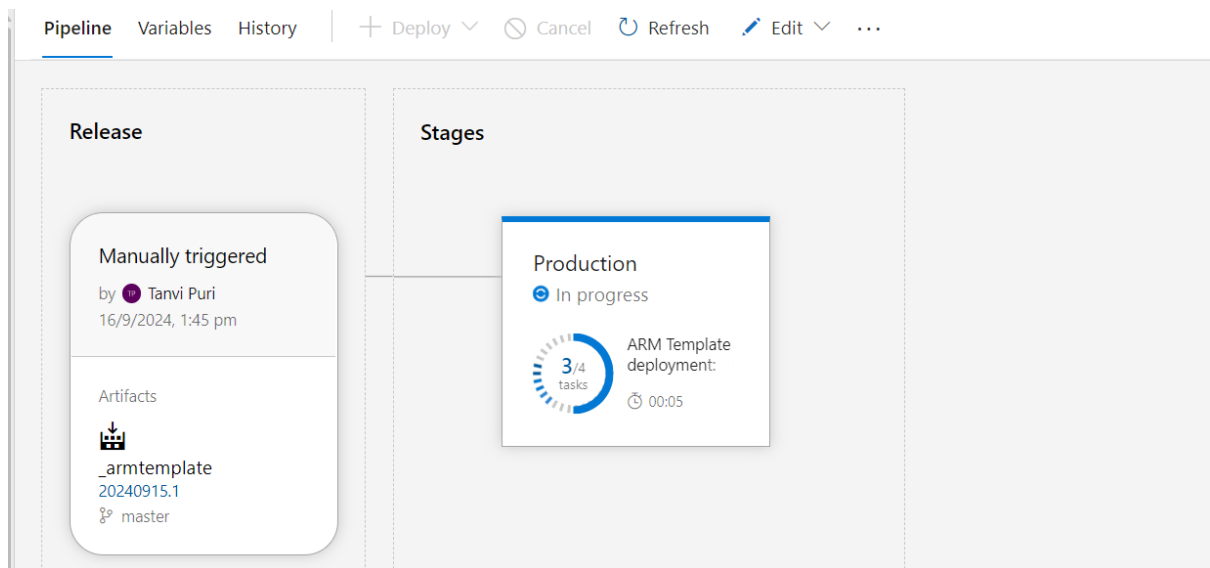 Pipeline Variables History Deploy Cancel Refresh Edit ...
Release
Manually triggered
by TP Tanvi Puri
16/9/2024, 1:45 pm
Artifacts
_armtemplate
20240915.1
master
Stages
Production
In progress
3/4
tasks
ARM Template
deployment:
00:05